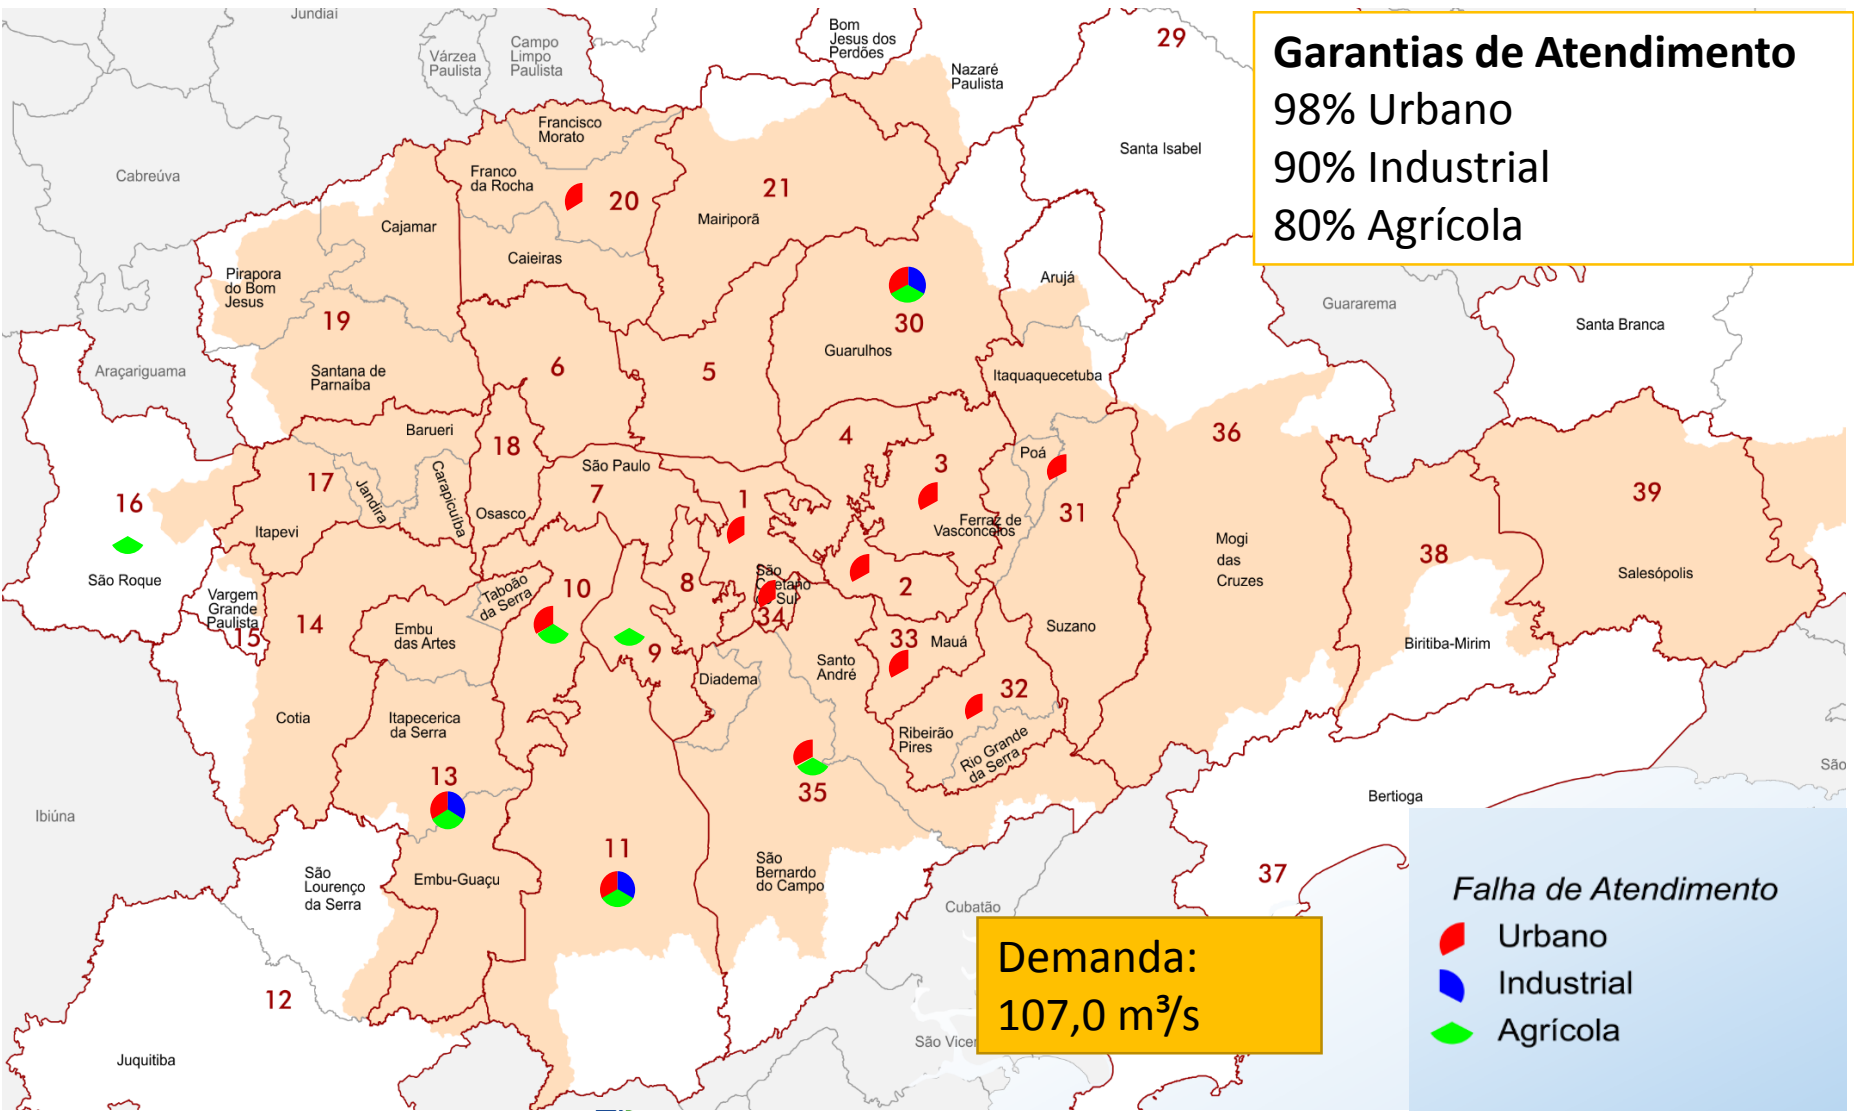 Jundiaí
Bom
Jesus dos
Perdões
29
Várzea
Paulista
Campo
Limpo
Paulista
Nazaré
Paulista
Garantias de Atendimento
98% Urbano
90% Industrial
80% Agrícola
Francisco
Morato
Santa Isabel
Cabreúva
Franco
da Rocha
20
21
Mairiporã
Cajamar
Caieiras
Pirapora
do Bom
Jesus
Arujá
Guararema
19
30
Santa Branca
Guarulhos
Araçariguama
Santana de
Parnaíba
6
5
Itaquaquecetuba
Barueri
18
4
36
São Paulo
Poá
3
17
Jandira
Carapicuíba
7
1
39
16
Osasco
Ferraz de
Vasconcelos
31
Itapevi
Mogi
das
Cruzes
38
São Roque
Salesópolis
Vargem
Grande
Paulista
15
14
Taboão
da Serra
10
8
São
Caetano
do Sul
34
2
Embu
das Artes
9
33
Mauá
Suzano
Biritiba-Mirim
Diadema
Santo
André
32
Cotia
Itapecerica
da Serra
Ribeirão
Pires
Rio Grande
da Serra
13
35
São
Bertioga
Ibiúna
11
São
Lourenço
da Serra
Embu-Guaçu
São
Bernardo
do Campo
37
Cubatão
12
Juquitiba
São Vicen
Demanda:
107,0 m³/s
Falha de Atendimento
Urbano
Industrial
Agrícola